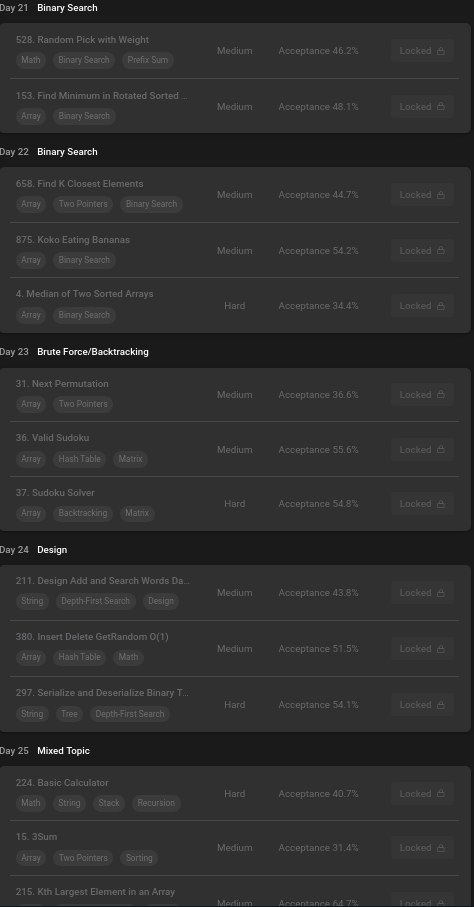 Day 21 Binary Search
528. Random Pick with Weight
Medium Acceptance 46.2% Locked
Math Binary Search Prefix Sum
153. Find Minimum in Rotated Sorted ...
Medium Acceptance 48.1% Locked
Array Binary Search
Day 22 Binary Search
658. Find K Closest Elements
Medium Acceptance 44.7% Locked
Array Two Pointers Binary Search
875. Koko Eating Bananas
Medium Acceptance 54.2% Locked
Array Binary Search
4. Median of Two Sorted Arrays
Hard Acceptance 34.4% Locked
Array Binary Search
Day 23 Brute Force/Backtracking
31. Next Permutation
Medium Acceptance 36.6% Locked
Array Two Pointers
36. Valid Sudoku
Medium Acceptance 55.6% Locked
Array Hash Table Matrix
37. Sudoku Solver
Hard Acceptance 54.8% Locked
Array Backtracking Matrix
Day 24 Design
211. Design Add and Search Words Da...
Medium Acceptance 43.8% Locked
String Depth-First Search Design
380. Insert Delete GetRandom O(1)
Medium Acceptance 51.5% Locked
Array Hash Table Math
297. Serialize and Deserialize Binary T...
Hard Acceptance 54.1% Locked
String Tree Depth-First Search
Day 25 Mixed Topic
224. Basic Calculator
Hard Acceptance 40.7% Locked
Math String Stack Recursion
15. 3Sum
Medium Acceptance 31.4% Locked
Array Two Pointers Sorting
215. Kth Largest Element in an Array
Medium Acceptance 64.7% Locked